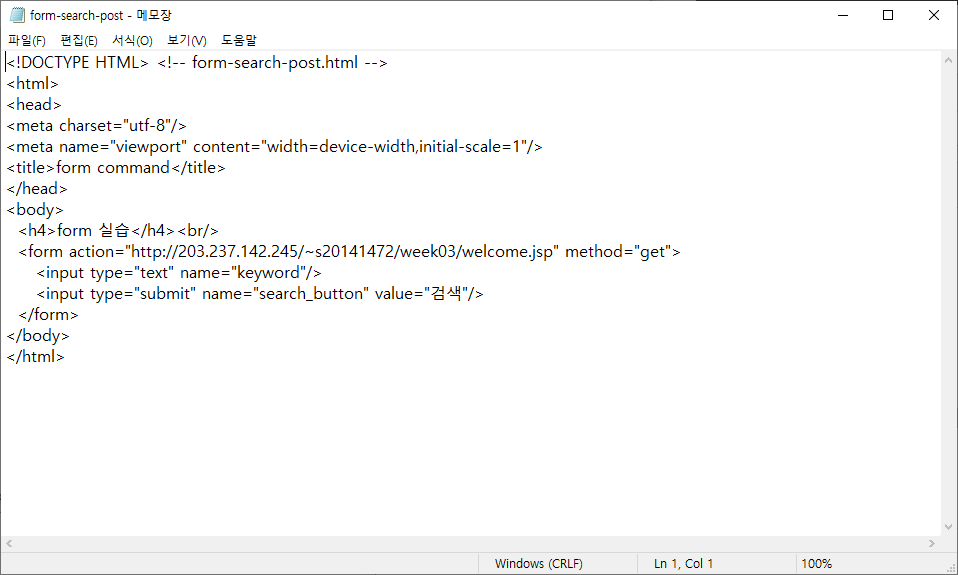 form-search-post - 메모장
파일(F) 편집(E) 서식(O) 보기(V) 도움말
<!DOCTYPE HTML> <!-- form-search-post.html -->
<html>
<head>
<meta charset="utf-8"/>
<meta name="viewport" content="width=device-width,initial-scale=1"/>
<title>form command</title>
</head>
<body>
  <h4>form 실습</h4><br/>
  <form action="http://203.237.142.245/~s20141472/week03/welcome.jsp" method="get">
     <input type="text" name="keyword"/>
     <input type="submit" name="search_button" value="검색"/>
  </form>
</body>
</html>
Windows (CRLF) Ln 1, Col 1 100%